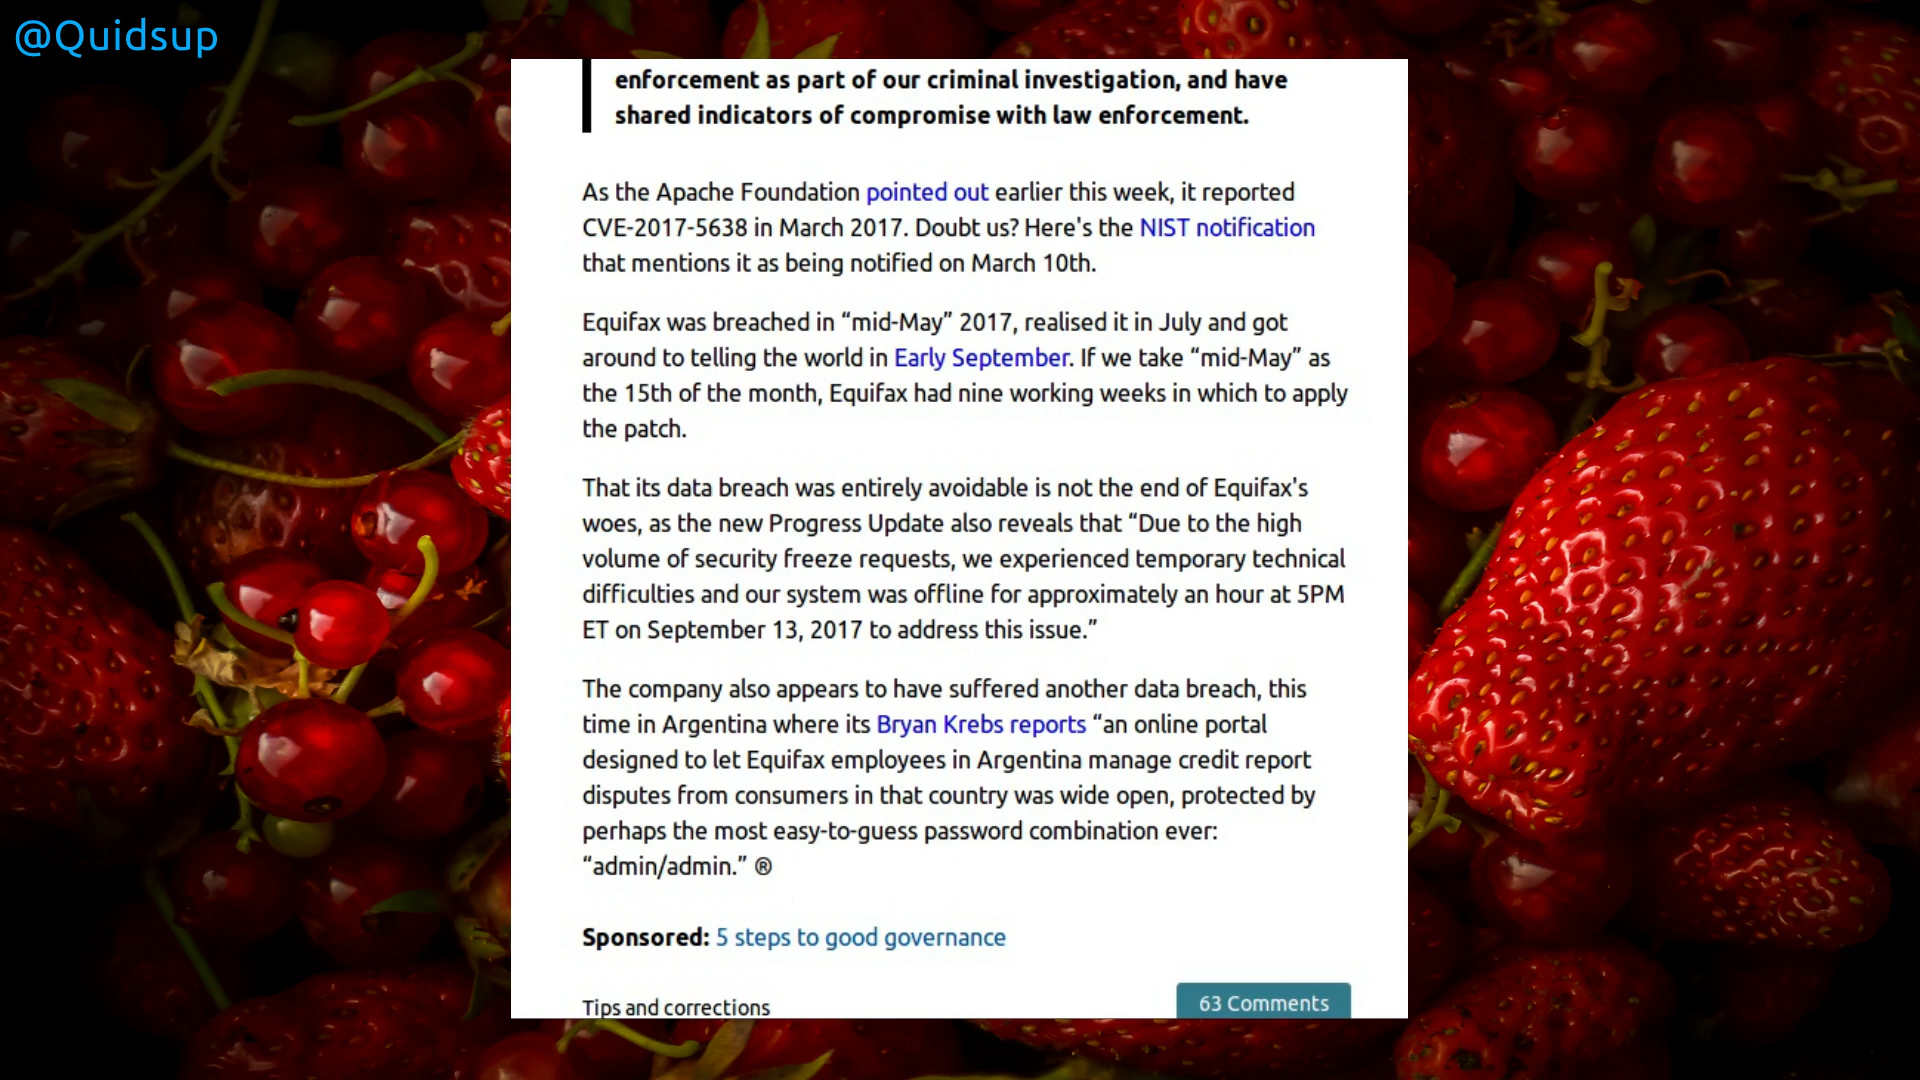 @Quidsup
enforcement as part of our criminal investigation, and have
shared indicators of compromise with law enforcement.
As the Apache Foundation pointed out earlier this week, it reported
CVE-2017-5638 in March 2017. Doubt us? Here's the NIST notification
that mentions it as being notified on March 10th.
Equifax was breached in “mid-May” 2017, realised it in July and got
around to telling the world in Early September. If we take “mid-May” as
the 15th of the month, Equifax had nine working weeks in which to apply
the patch.
That its data breach was entirely avoidable is not the end of Equifax's
woes, as the new Progress Update also reveals that “Due to the high
volume of security freeze requests, we experienced temporary technical
difficulties and our system was offline for approximately an hour at 5PM
ET on September 13, 2017 to address this issue.”
The company also appears to have suffered another data breach, this
time in Argentina where its Bryan Krebs reports “an online portal
designed to let Equifax employees in Argentina manage credit report
disputes from consumers in that country was wide open, protected by
perhaps the most easy-to-guess password combination ever:
“admin/admin.” ®
Sponsored: 5 steps to good governance
Tips and corrections
63 Comments